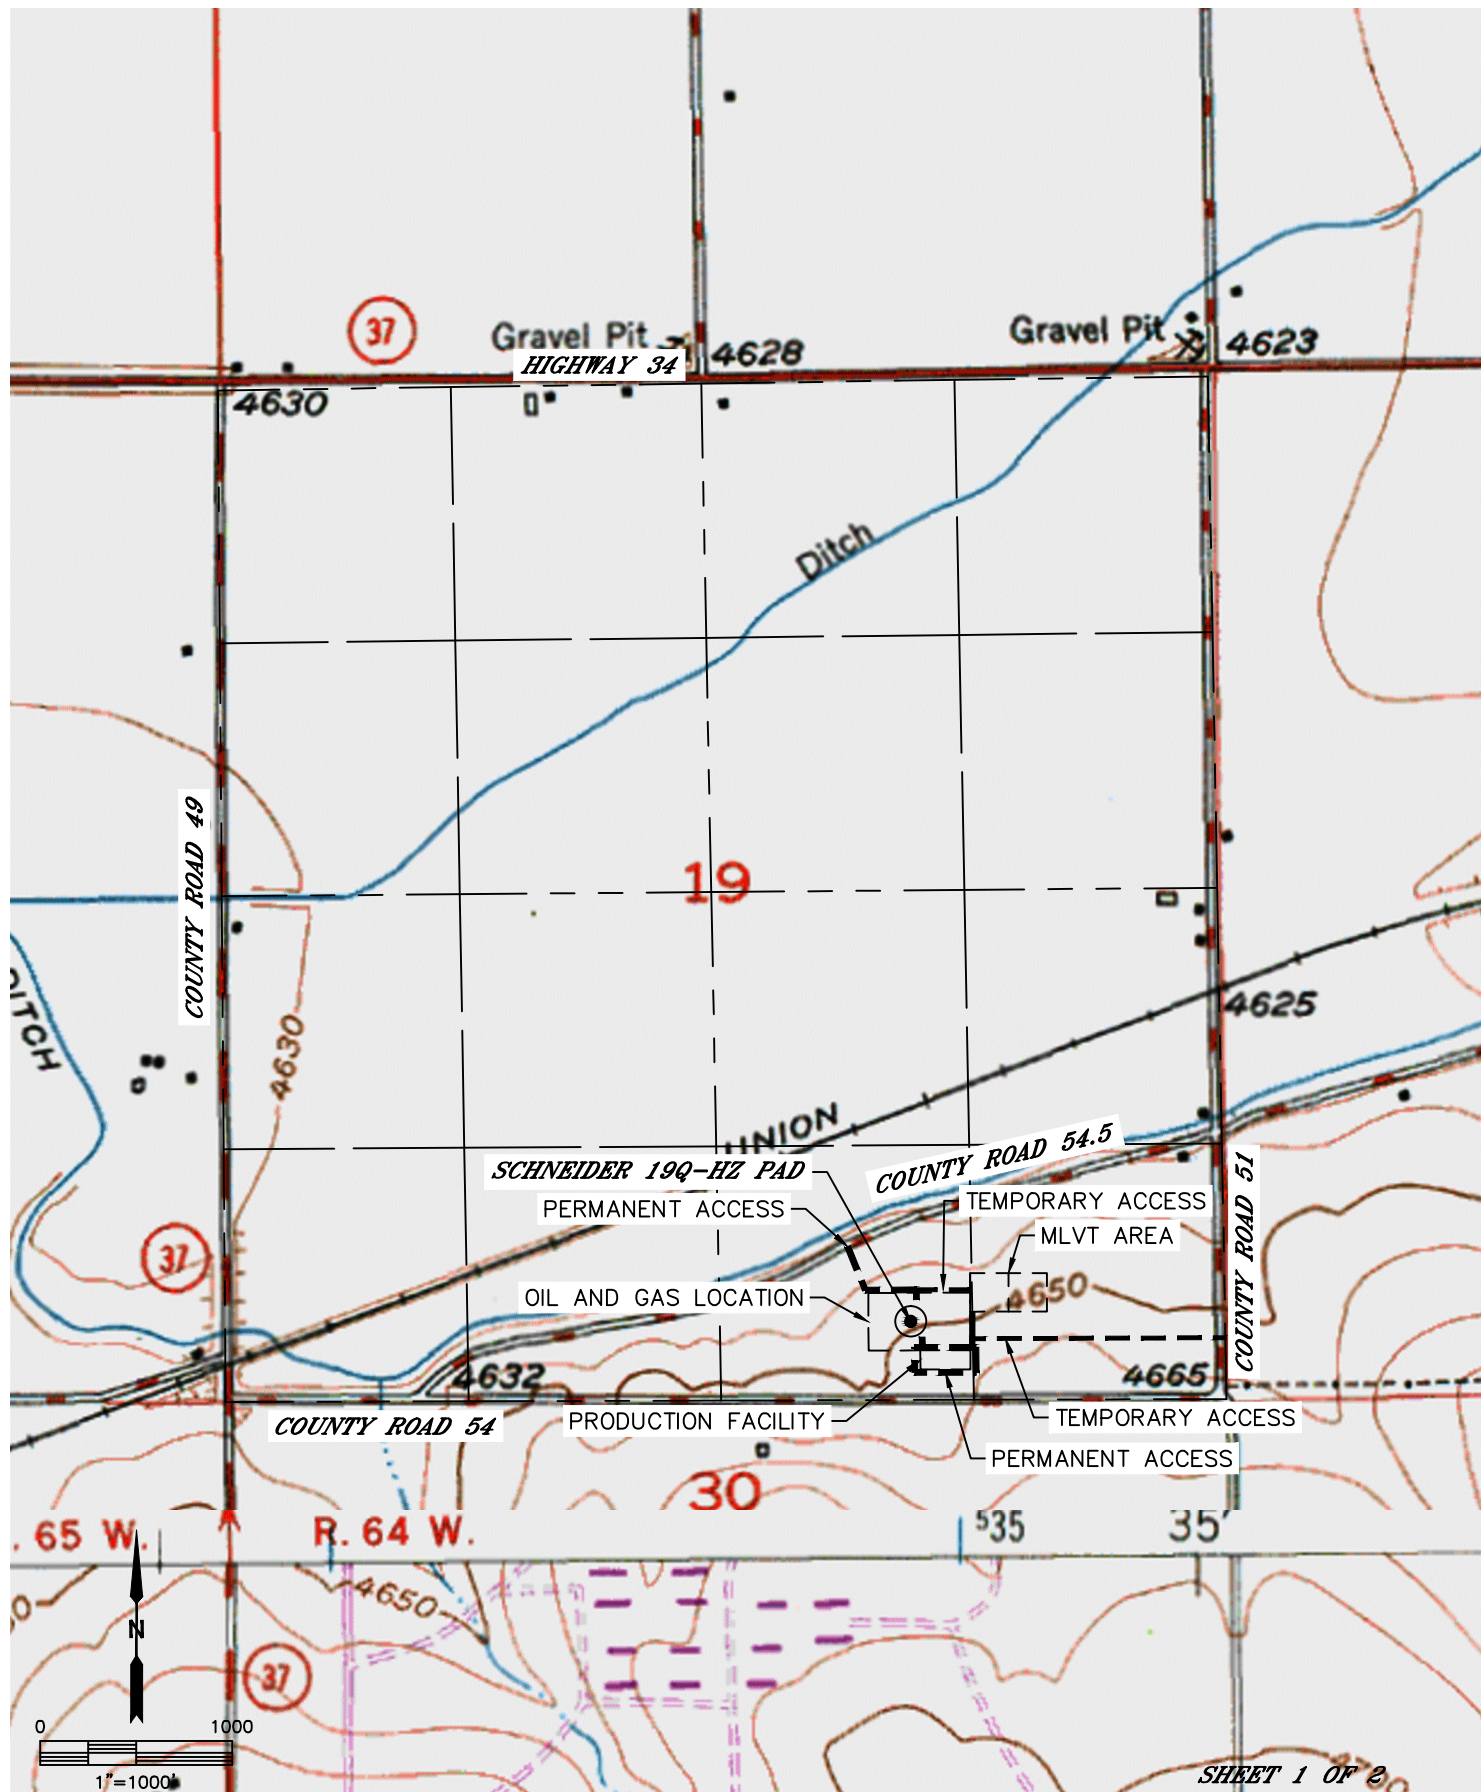 37
Gravel Pit
HIGHWAY 34
4628
Gravel Pit
4623
4630
Ditch
COUNTY ROAD 49
19
DITCH
4630
4625
UNION
COUNTY ROAD 54.5
SCHNEIDER 19Q-HZ PAD
PERMANENT ACCESS
TEMPORARY ACCESS
MLVT AREA
COUNTY ROAD 51
37
OIL AND GAS LOCATION
4650
4632
4665
COUNTY ROAD 54
PRODUCTION FACILITY
TEMPORARY ACCESS
PERMANENT ACCESS
30
. 65 W.
R. 64 W.
535
35'
4650
N
37
0 1000
1"=1000'
SHEET 1 OF 2